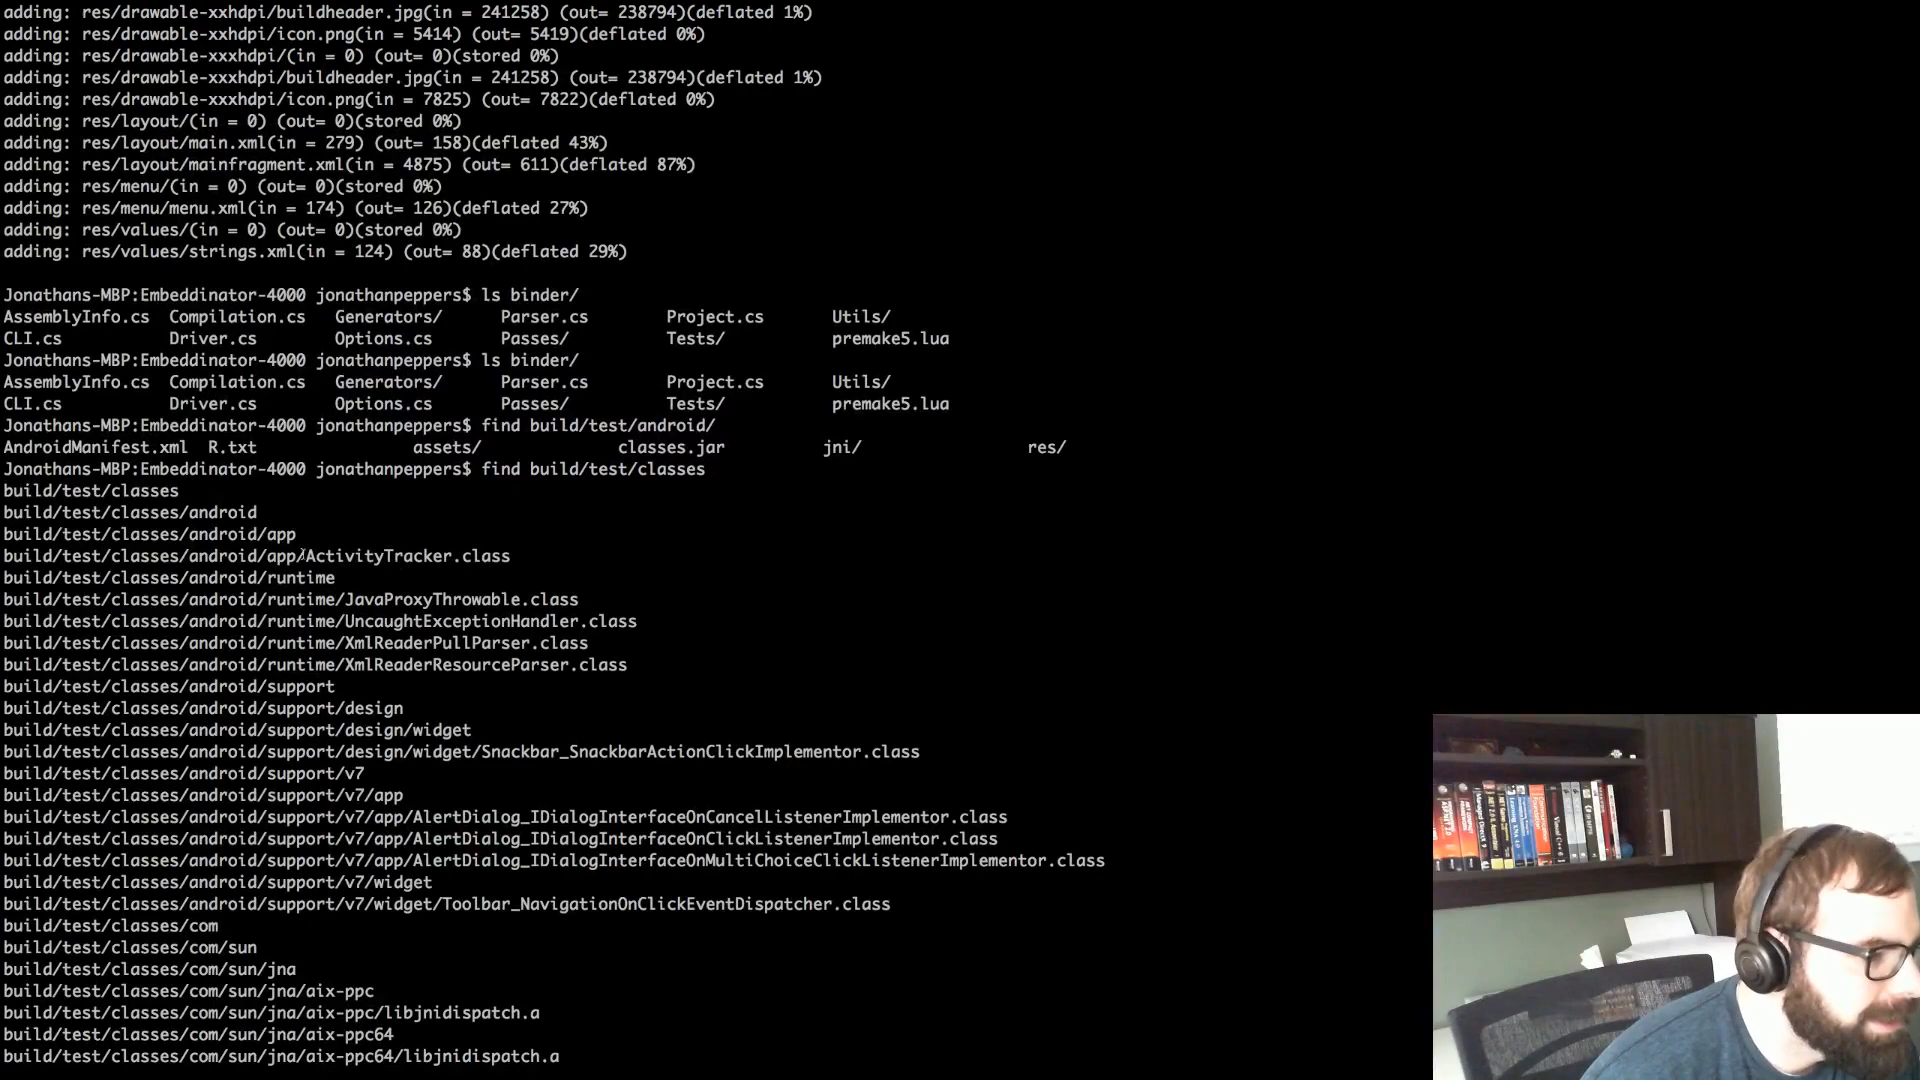 adding: res/drawable-xxhdpi/buildheader.jpg(in = 241258) (out= 238794)(deflated 1%)
adding: res/drawable-xxhdpi/icon.png(in = 5414) (out= 5419)(deflated 0%)
adding: res/drawable-xxxhdpi/(in = 0) (out= 0)(stored 0%)
adding: res/drawable-xxxhdpi/buildheader.jpg(in = 241258) (out= 238794)(deflated 1%)
adding: res/drawable-xxxhdpi/icon.png(in = 7825) (out= 7822)(deflated 0%)
adding: res/layout/(in = 0) (out= 0)(stored 0%)
adding: res/layout/main.xml(in = 279) (out= 158)(deflated 43%)
adding: res/layout/mainfragment.xml(in = 4875) (out= 611)(deflated 87%)
adding: res/menu/(in = 0) (out= 0)(stored 0%)
adding: res/menu/menu.xml(in = 174) (out= 126)(deflated 27%)
adding: res/values/(in = 0) (out= 0)(stored 0%)
adding: res/values/strings.xml(in = 124) (out= 88)(deflated 29%)
Jonathans-MBP:Embeddinator-4000 jonathanpeppers$ ls binder/
AssemblyInfo.cs Compilation.cs Generators/ Parser.cs Project.cs Utils/
CLI.cs Driver.cs Options.cs Passes/ Tests/ premake5.lua
Jonathans-MBP:Embeddinator-4000 jonathanpeppers$ ls binder/
AssemblyInfo.cs Compilation.cs Generators/ Parser.cs Project.cs Utils/
CLI.cs Driver.cs Options.cs Passes/ Tests/ premake5.lua
Jonathans-MBP:Embeddinator-4000 jonathanpeppers$ find build/test/android/
AndroidManifest.xml R.txt assets/ classes.jar jni/ res/
Jonathans-MBP:Embeddinator-4000 jonathanpeppers$ find build/test/classes
build/test/classes
build/test/classes/android
build/test/classes/android/app
build/test/classes/android/app/ActivityTracker.class
build/test/classes/android/runtime
build/test/classes/android/runtime/JavaProxyThrowable.class
build/test/classes/android/runtime/UncaughtExceptionHandler.class
build/test/classes/android/runtime/XmlReaderPullParser.class
build/test/classes/android/runtime/XmlReaderResourceParser.class
build/test/classes/android/support
build/test/classes/android/support/design
build/test/classes/android/support/design/widget
build/test/classes/android/support/design/widget/Snackbar_SnackbarActionClickImplementor.class
build/test/classes/android/support/v7
build/test/classes/android/support/v7/app
build/test/classes/android/support/v7/app/AlertDialog_IDialogInterfaceOnCancelListenerImplementor.class
build/test/classes/android/support/v7/app/AlertDialog_IDialogInterfaceOnClickListenerImplementor.class
build/test/classes/android/support/v7/app/AlertDialog_IDialogInterfaceOnMultiChoiceClickListenerImplementor.class
build/test/classes/android/support/v7/widget
build/test/classes/android/support/v7/widget/Toolbar_NavigationOnClickEventDispatcher.class
build/test/classes/com
build/test/classes/com/sun
build/test/classes/com/sun/jna
build/test/classes/com/sun/jna/aix-ppc
build/test/classes/com/sun/jna/aix-ppc/libjnidispatch.a
build/test/classes/com/sun/jna/aix-ppc64
build/test/classes/com/sun/jna/aix-ppc64/libjnidispatch.a